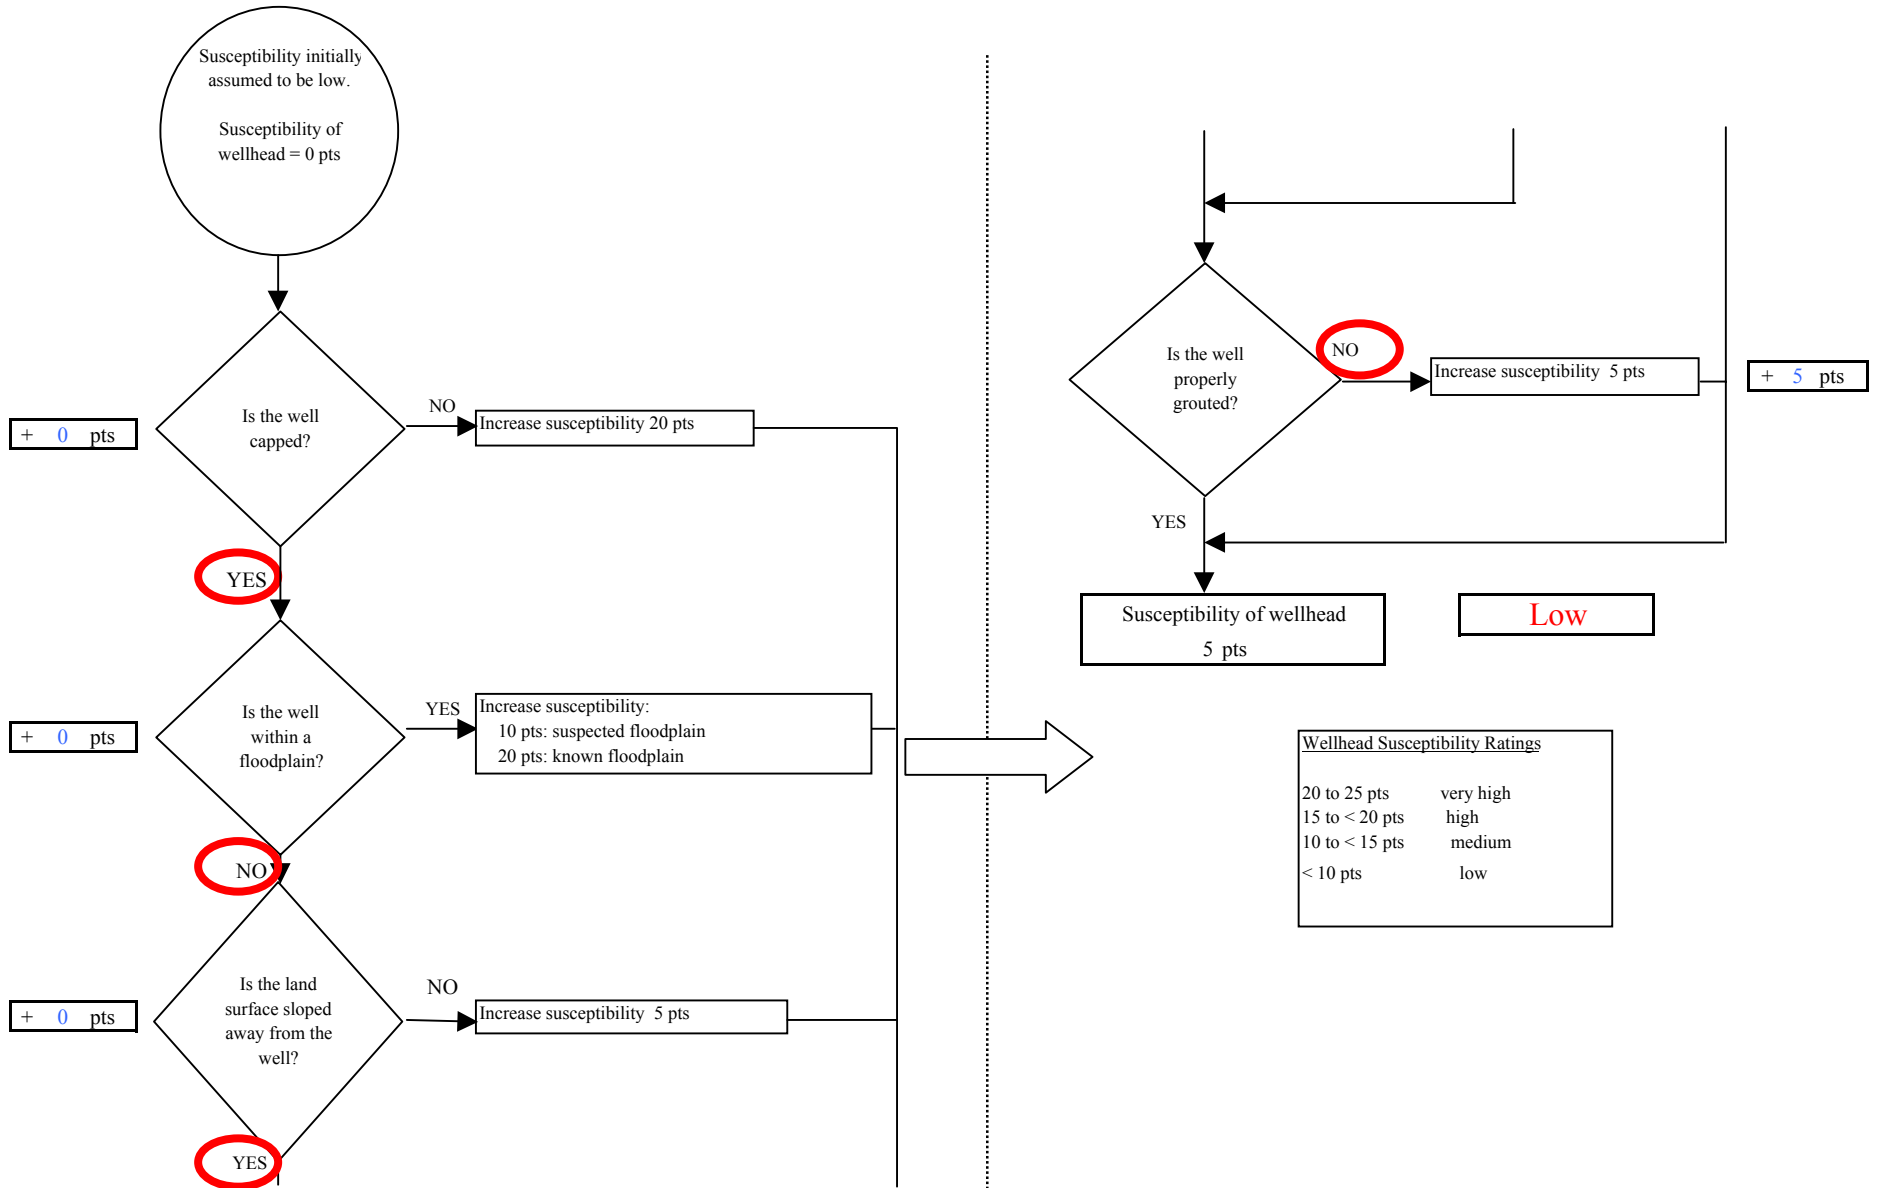 Susceptibility initially
assumed to be low.
Susceptibility of
wellhead = 0 pts
Is the well
capped?
NO
Increase susceptibility 20 pts
+ 0 pts
YES
Is the well
within a
floodplain?
YES
Increase susceptibility:
10 pts: suspected floodplain
20 pts: known floodplain
+ 0 pts
NO
Is the land
surface sloped
away from the
well?
NO
Increase susceptibility 5 pts
+ 0 pts
YES
Is the well
properly
grouted?
NO
Increase susceptibility 5 pts
+ 5 pts
YES
Susceptibility of wellhead
5 pts
Low
Wellhead Susceptibility Ratings
20 to 25 pts very high
15 to < 20 pts high
10 to < 15 pts medium
< 10 pts low